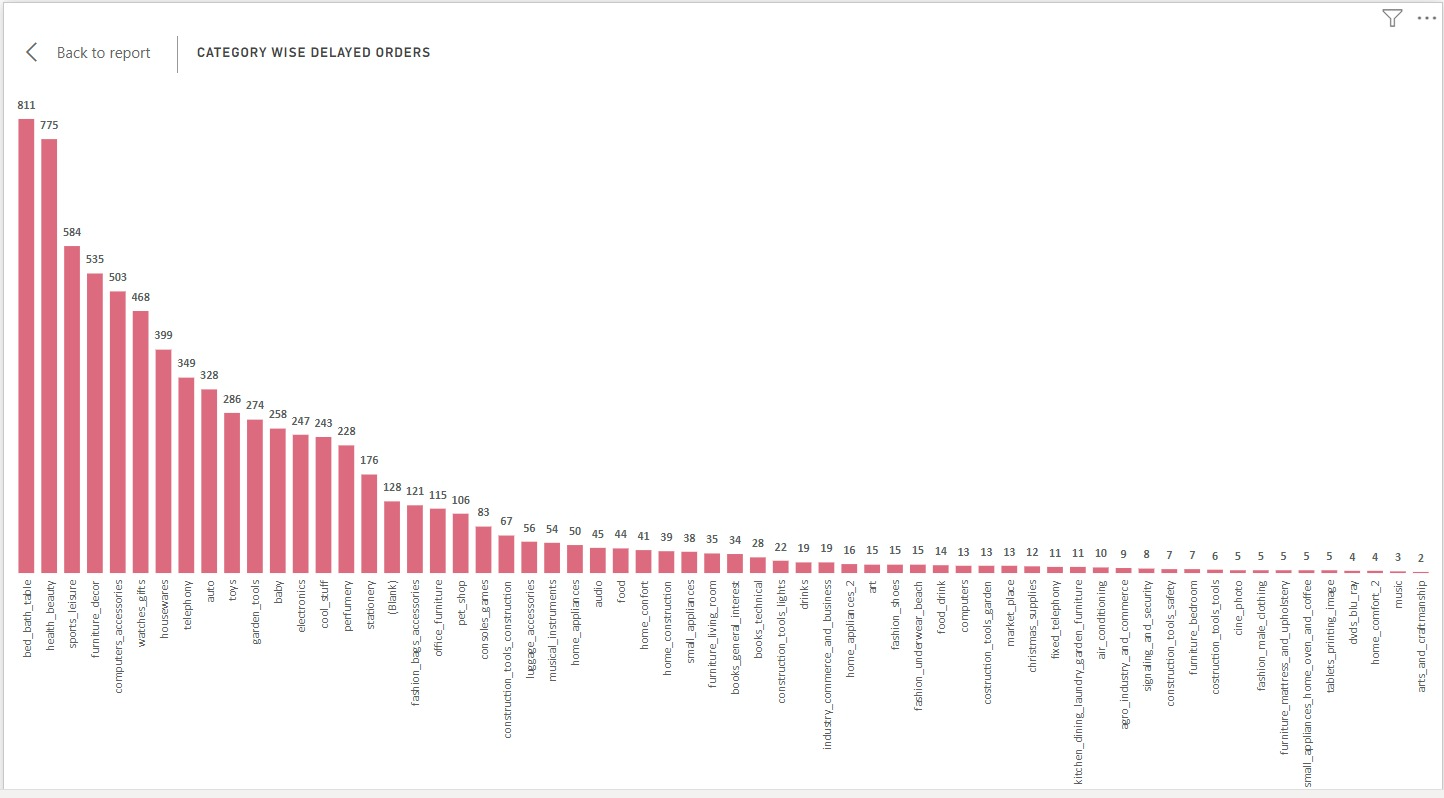 Back to report
CATEGORY WISE DELAYED ORDERS
811
775
584
535
503
468
399
349
328
286
274
258
247
243
228
176
128
121
115
106
83
67
56
54
50
45
44
41
39
38
35
34
28
22
19
19
16
15
15
15
14
13
13
13
12
11
11
10
9
8
7
7
6
5
5
5
5
5
4
4
3
2
bed_bath_table
health_beauty
sports_leisure
furniture_decor
computers_accessories
watches_gifts
housewares
telephony
auto
toys
garden_tools
baby
electronics
cool_stuff
perfumery
stationery
(Blank)
fashion_bags_accessories
office_furniture
pet_shop
consoles_games
construction_tools_construction
luggage_accessories
musical_instruments
home_appliances
audio
food
home_confort
home_construction
small_appliances
furniture_living_room
books_general_interest
books_technical
construction_tools_lights
drinks
industry_commerce_and_business
home_appliances_2
art
fashion_shoes
fashion_underwear_beach
food_drink
computers
costruction_tools_garden
market_place
christmas_supplies
fixed_telephony
kitchen_dining_laundry_garden_furniture
air_conditioning
agro_industry_and_commerce
signaling_and_security
construction_tools_safety
furniture_bedroom
costruction_tools_tools
cine_photo
fashion_male_clothing
furniture_mattress_and_upholstery
small_appliances_home_oven_and_coffee
tablets_printing_image
dvds_blu_ray
home_comfort_2
music
arts_and_craftmanship